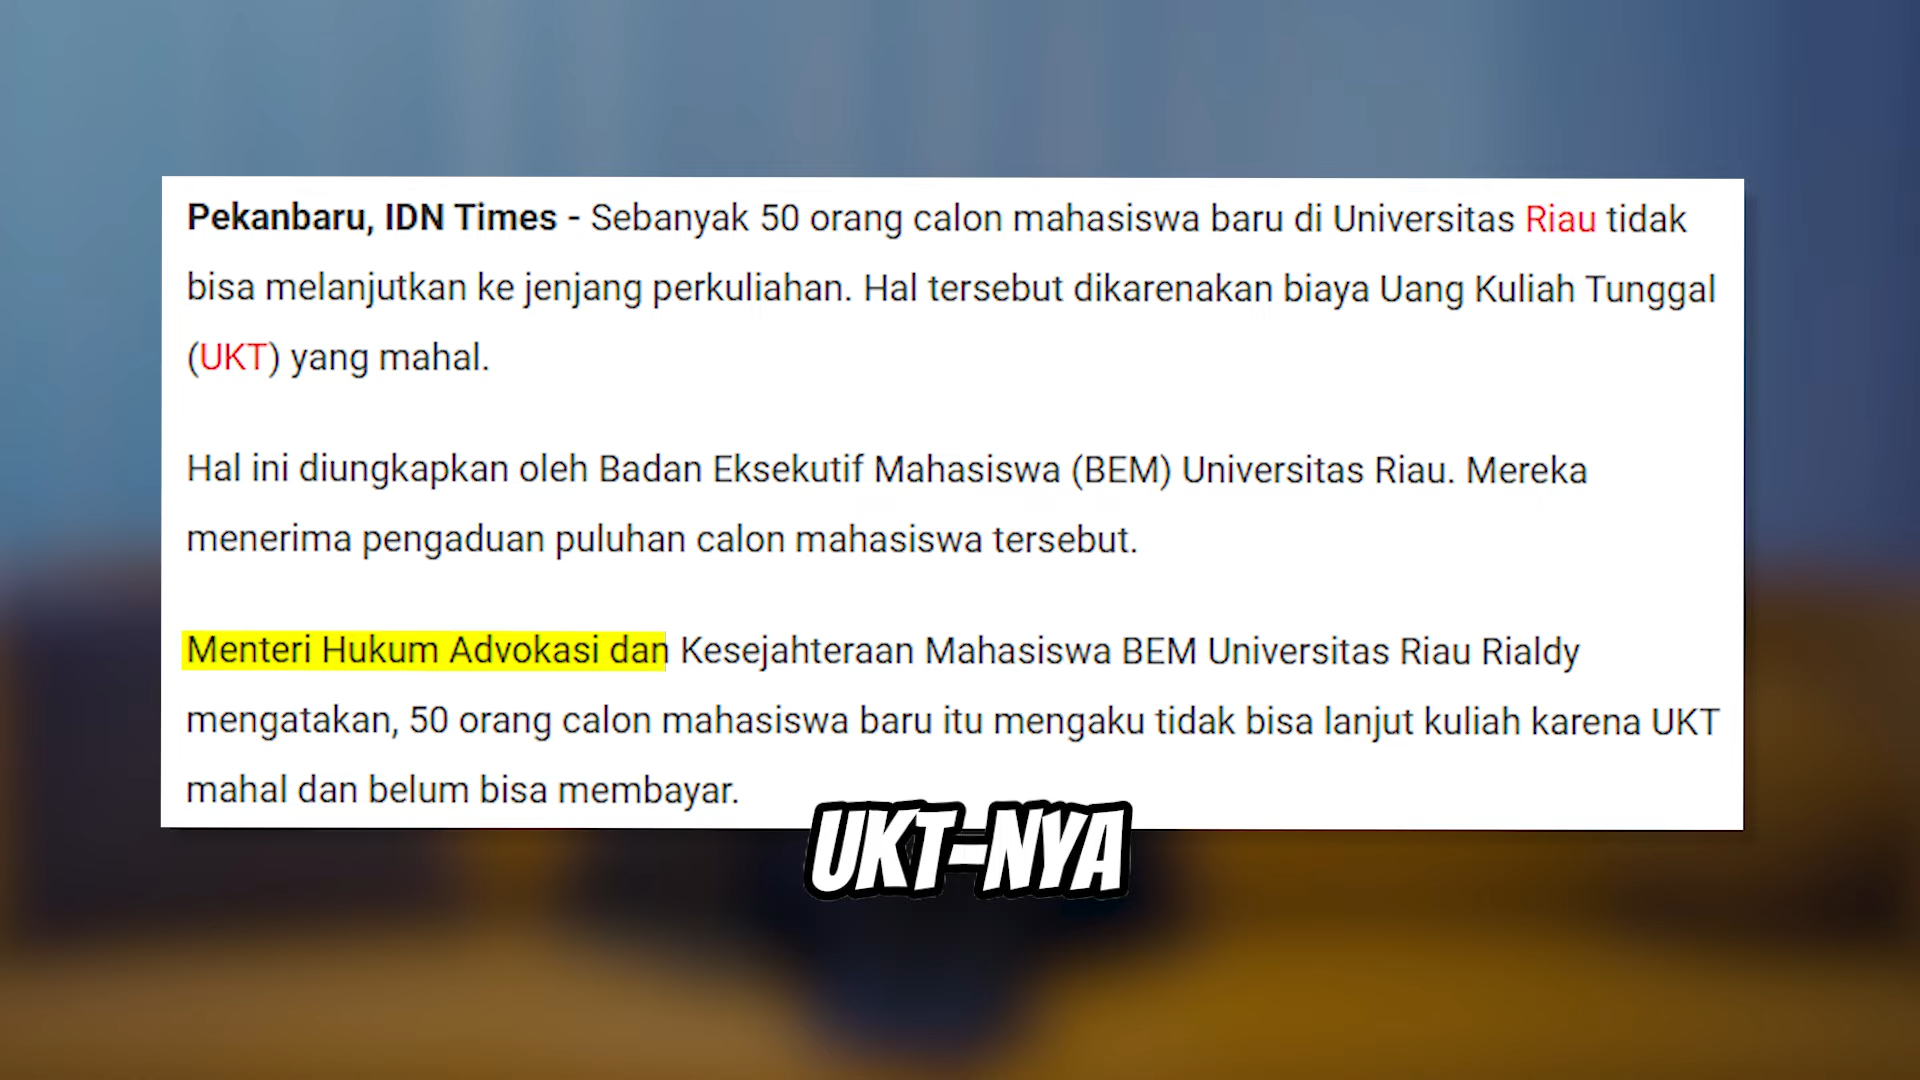 Pekanbaru, IDN Times - Sebanyak 50 orang calon mahasiswa baru di Universitas Riau tidak
bisa melanjutkan ke jenjang perkuliahan. Hal tersebut dikarenakan biaya Uang Kuliah Tunggal
(UKT) yang mahal.
Hal ini diungkapkan oleh Badan Eksekutif Mahasiswa (BEM) Universitas Riau. Mereka
menerima pengaduan puluhan calon mahasiswa tersebut.
Menteri Hukum Advokasi dan Kesejahteraan Mahasiswa BEM Universitas Riau Rialdy
mengatakan, 50 orang calon mahasiswa baru itu mengaku tidak bisa lanjut kuliah karena UKT
mahal dan belum bisa membayar.
UKT-NYA